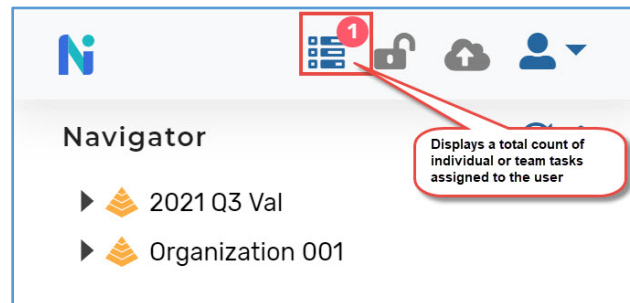 Ni
1
Navigator
Displays a total count of
individual or team tasks
assigned to the user
2021 Q3 Val
Organization 001